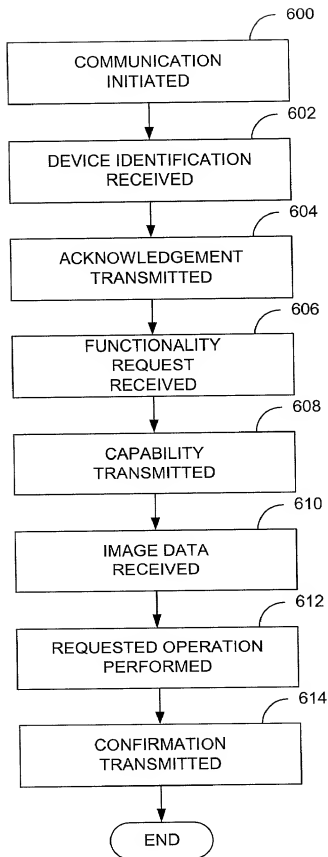 600
COMMUNICATION
INITIATED
602
DEVICE IDENTIFICATION
RECEIVED
604
ACKNOWLEDGEMENT
TRANSMITTED
606
FUNCTIONALITY
REQUEST
RECEIVED
608
CAPABILITY
TRANSMITTED
610
IMAGE DATA
RECEIVED
612
REQUESTED OPERATION
PERFORMED
614
CONFIRMATION
TRANSMITTED
END